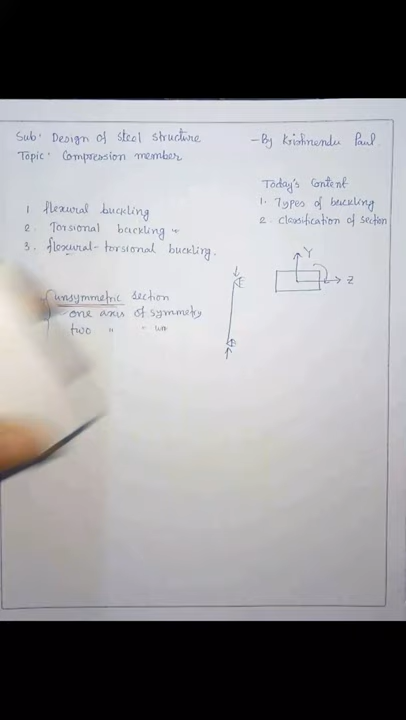 Sub: Design of Steel Structure
- By Krishnendu Paul.
Topic: Compression member
Today's Content
1. Types of buckling
2. Classification of Section
1 flexural buckling
2. Torsional buckling
3. flexural-torsional buckling.
unsymmetric section
one axis of symmetry
two " "
Y
Z